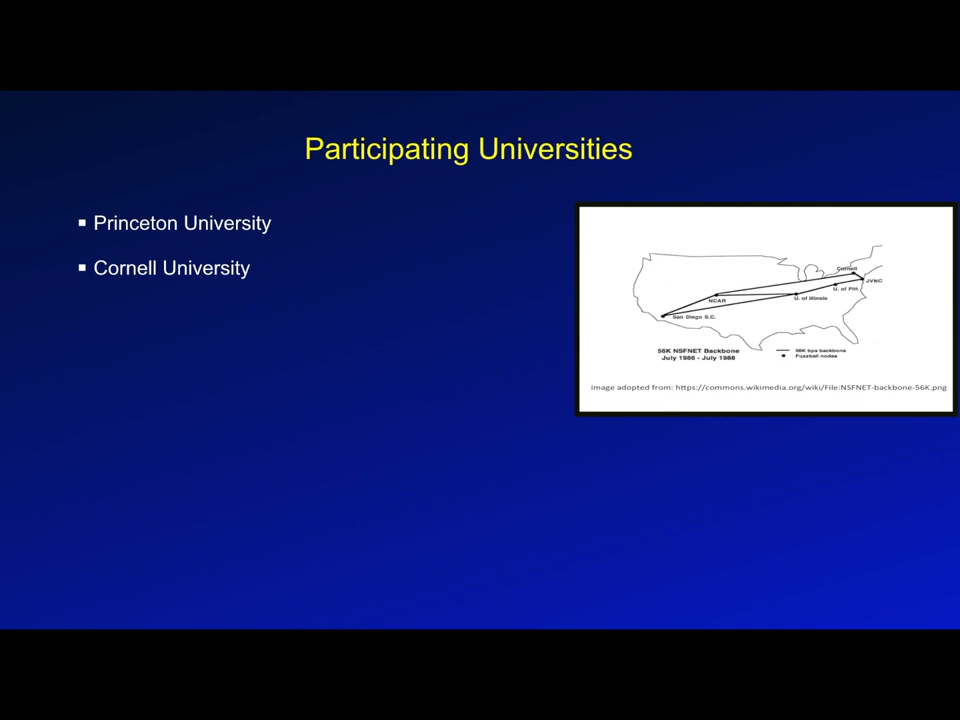 Participating Universities
▪ Princeton University
▪ Cornell University
Cornell
JVNC
U. of Pitt
NCAR
U. of Illinois
San Diego S.C.
56K NSFNET Backbone
July 1986 - July 1988
56K bps backbone
Fuzzball nodes
Image adopted from: https://commons.wikimedia.org/wiki/File:NSFNET-backbone-56K.png